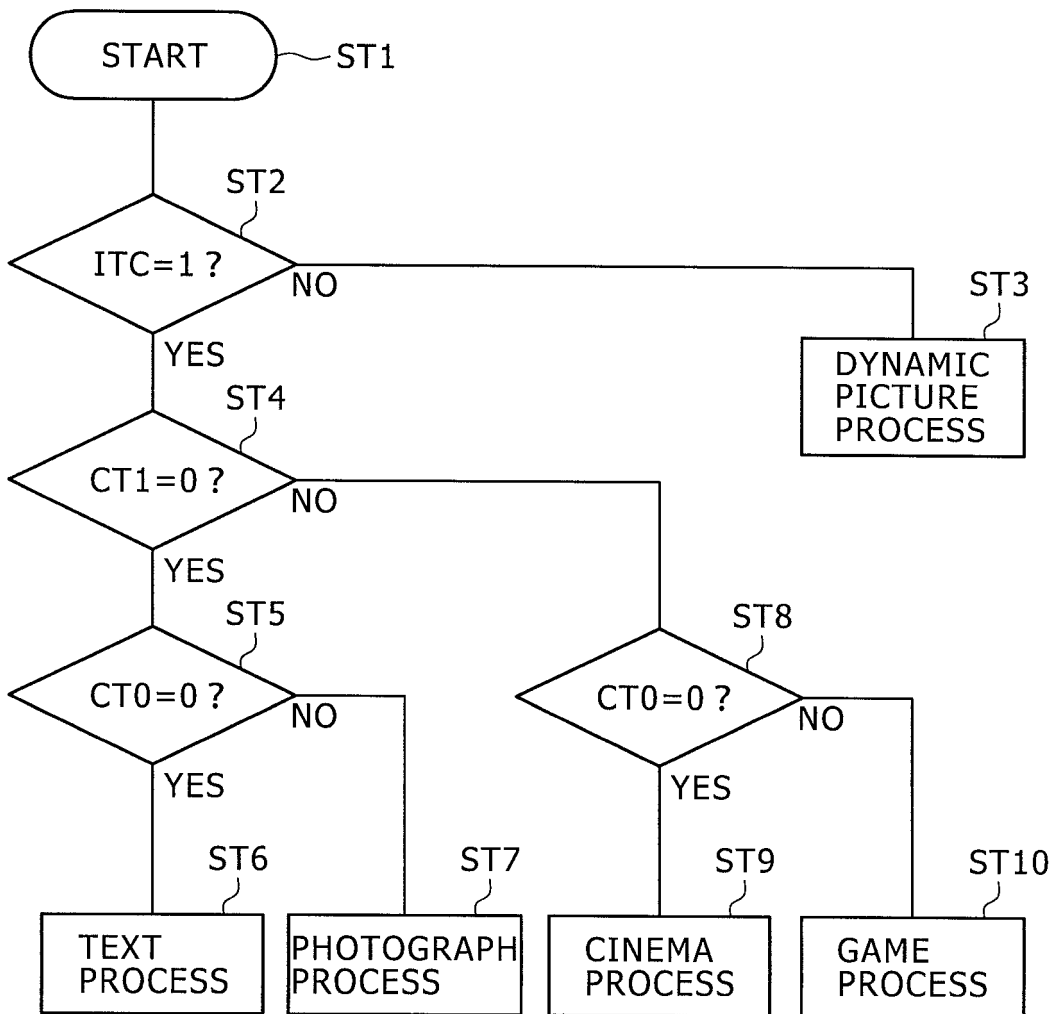 START
ST1
ST2
ITC=1 ?
NO
ST3
YES
DYNAMIC
PICTURE
PROCESS
ST4
CT1=0 ?
NO
YES
ST5
ST8
CT0=0 ?
NO
CT0=0 ?
NO
YES
YES
ST6
ST7
ST9
ST10
TEXT
PROCESS
PHOTOGRAPH
PROCESS
CINEMA
PROCESS
GAME
PROCESS